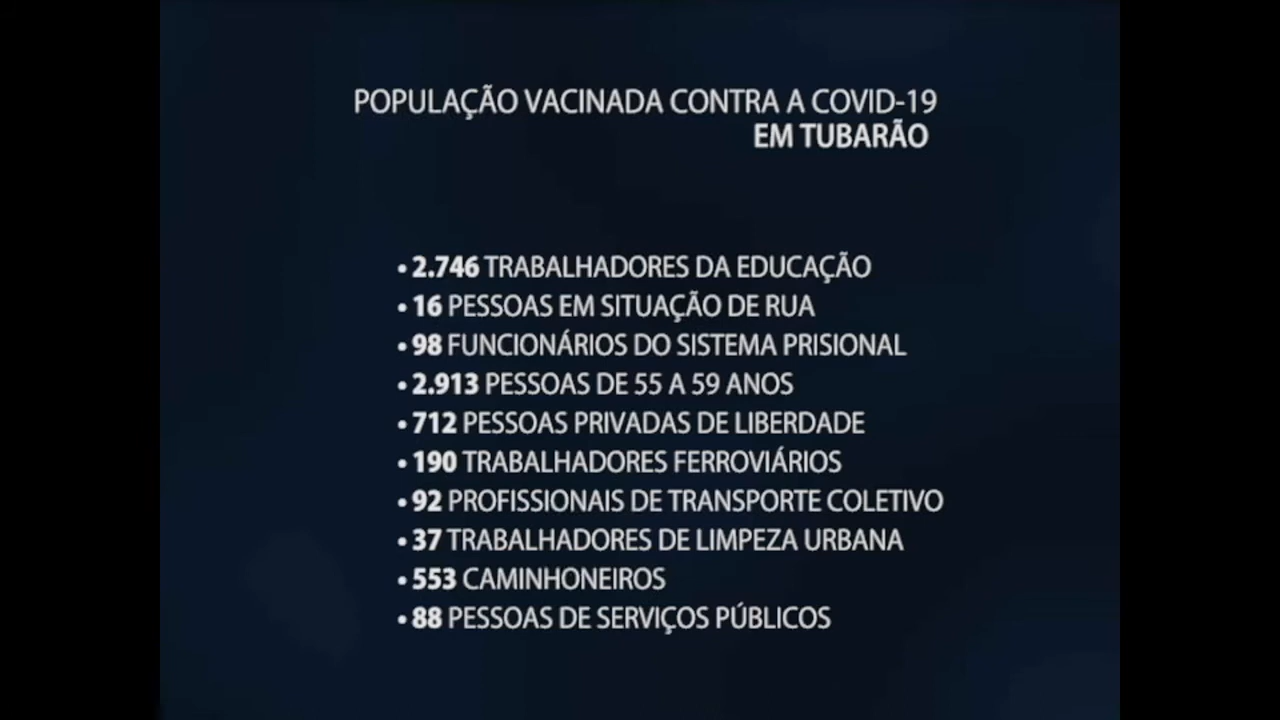 POPULAÇÃO VACINADA CONTRA A COVID-19
EM TUBARÃO
• 2.746 TRABALHADORES DA EDUCAÇÃO
• 16 PESSOAS EM SITUAÇÃO DE RUA
• 98 FUNCIONÁRIOS DO SISTEMA PRISIONAL
• 2.913 PESSOAS DE 55 A 59 ANOS
• 712 PESSOAS PRIVADAS DE LIBERDADE
• 190 TRABALHADORES FERROVIÁRIOS
• 92 PROFISSIONAIS DE TRANSPORTE COLETIVO
• 37 TRABALHADORES DE LIMPEZA URBANA
• 553 CAMINHONEIROS
• 88 PESSOAS DE SERVIÇOS PÚBLICOS